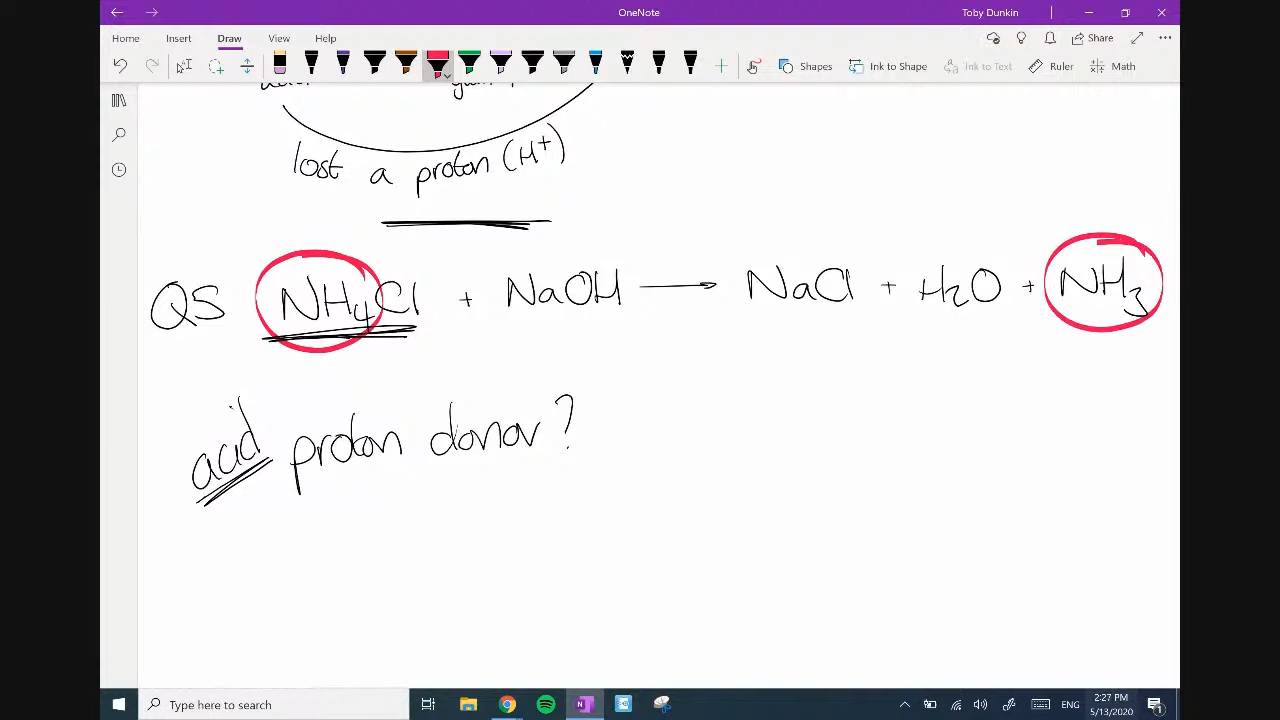 OneNote
Toby Dunkin
Home Insert Draw View Help
Share
Shapes Ink to Shape Ink to Text Ruler Math
lost a proton (H+)
Q5 NH4Cl + NaOH → NaCl + H2O + NH3
acid proton donor?
Type here to search
ENG
2:27 PM
5/13/2020
1